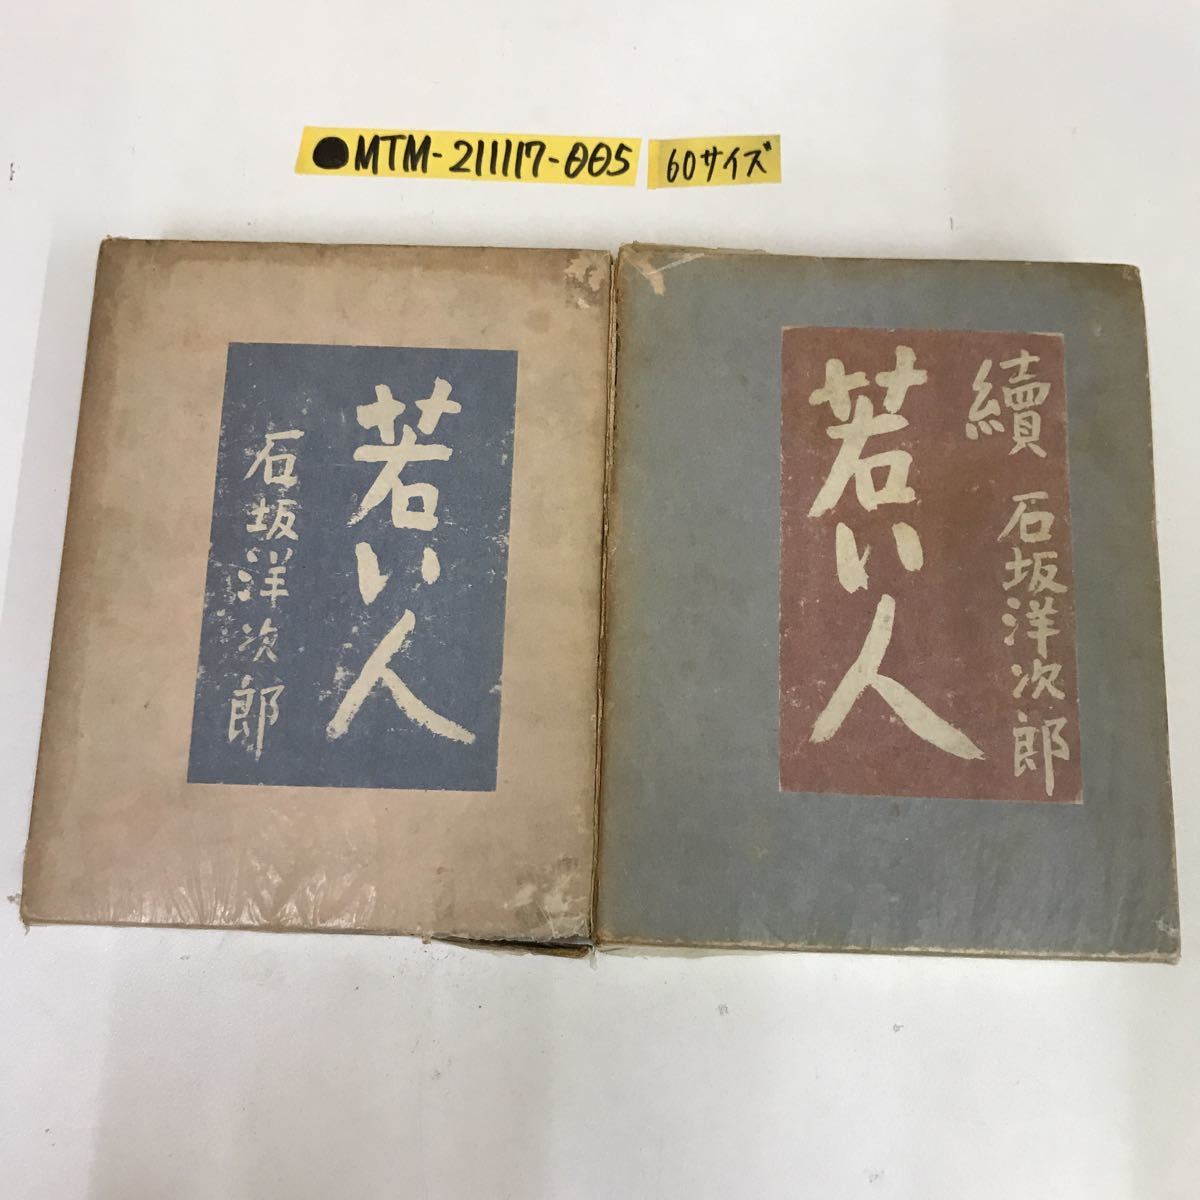 ●MTM-211117-005
60サイズ
若い人
石坂洋次郎
續
石坂洋次郎
若い人